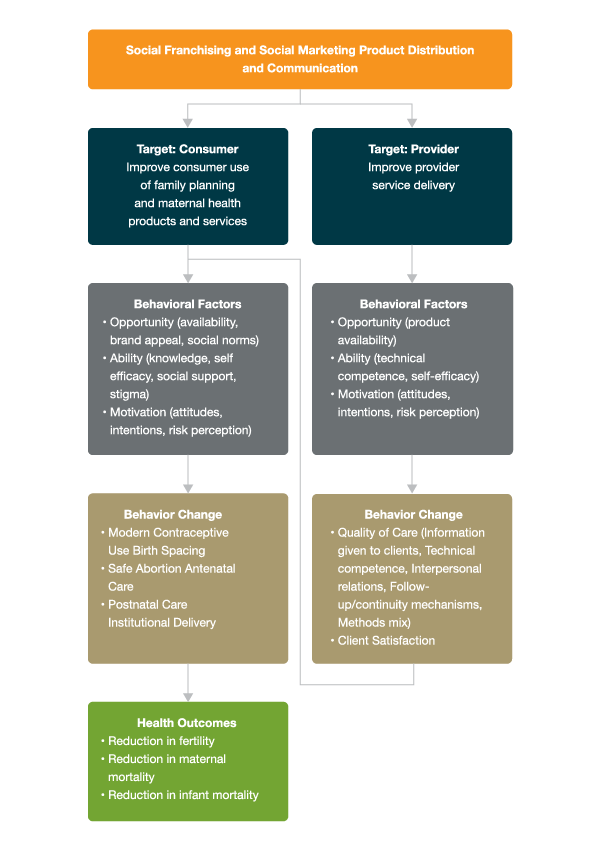 Social Franchising and Social Marketing Product Distribution
and Communication
Target: Consumer
Improve consumer use
of family planning
and maternal health
products and services
Target: Provider
Improve provider
service delivery
Behavioral Factors
• Opportunity (availability,
brand appeal, social norms)
• Ability (knowledge, self
efficacy, social support,
stigma)
• Motivation (attitudes,
intentions, risk perception)
Behavioral Factors
• Opportunity (product
availability)
• Ability (technical
competence, self-efficacy)
• Motivation (attitudes,
intentions, risk perception)
Behavior Change
• Modern Contraceptive
Use Birth Spacing
• Safe Abortion Antenatal
Care
• Postnatal Care
Institutional Delivery
Behavior Change
• Quality of Care (Information
given to clients, Technical
competence, Interpersonal
relations, Follow-
up/continuity mechanisms,
Methods mix)
• Client Satisfaction
Health Outcomes
• Reduction in fertility
• Reduction in maternal
mortality
• Reduction in infant mortality